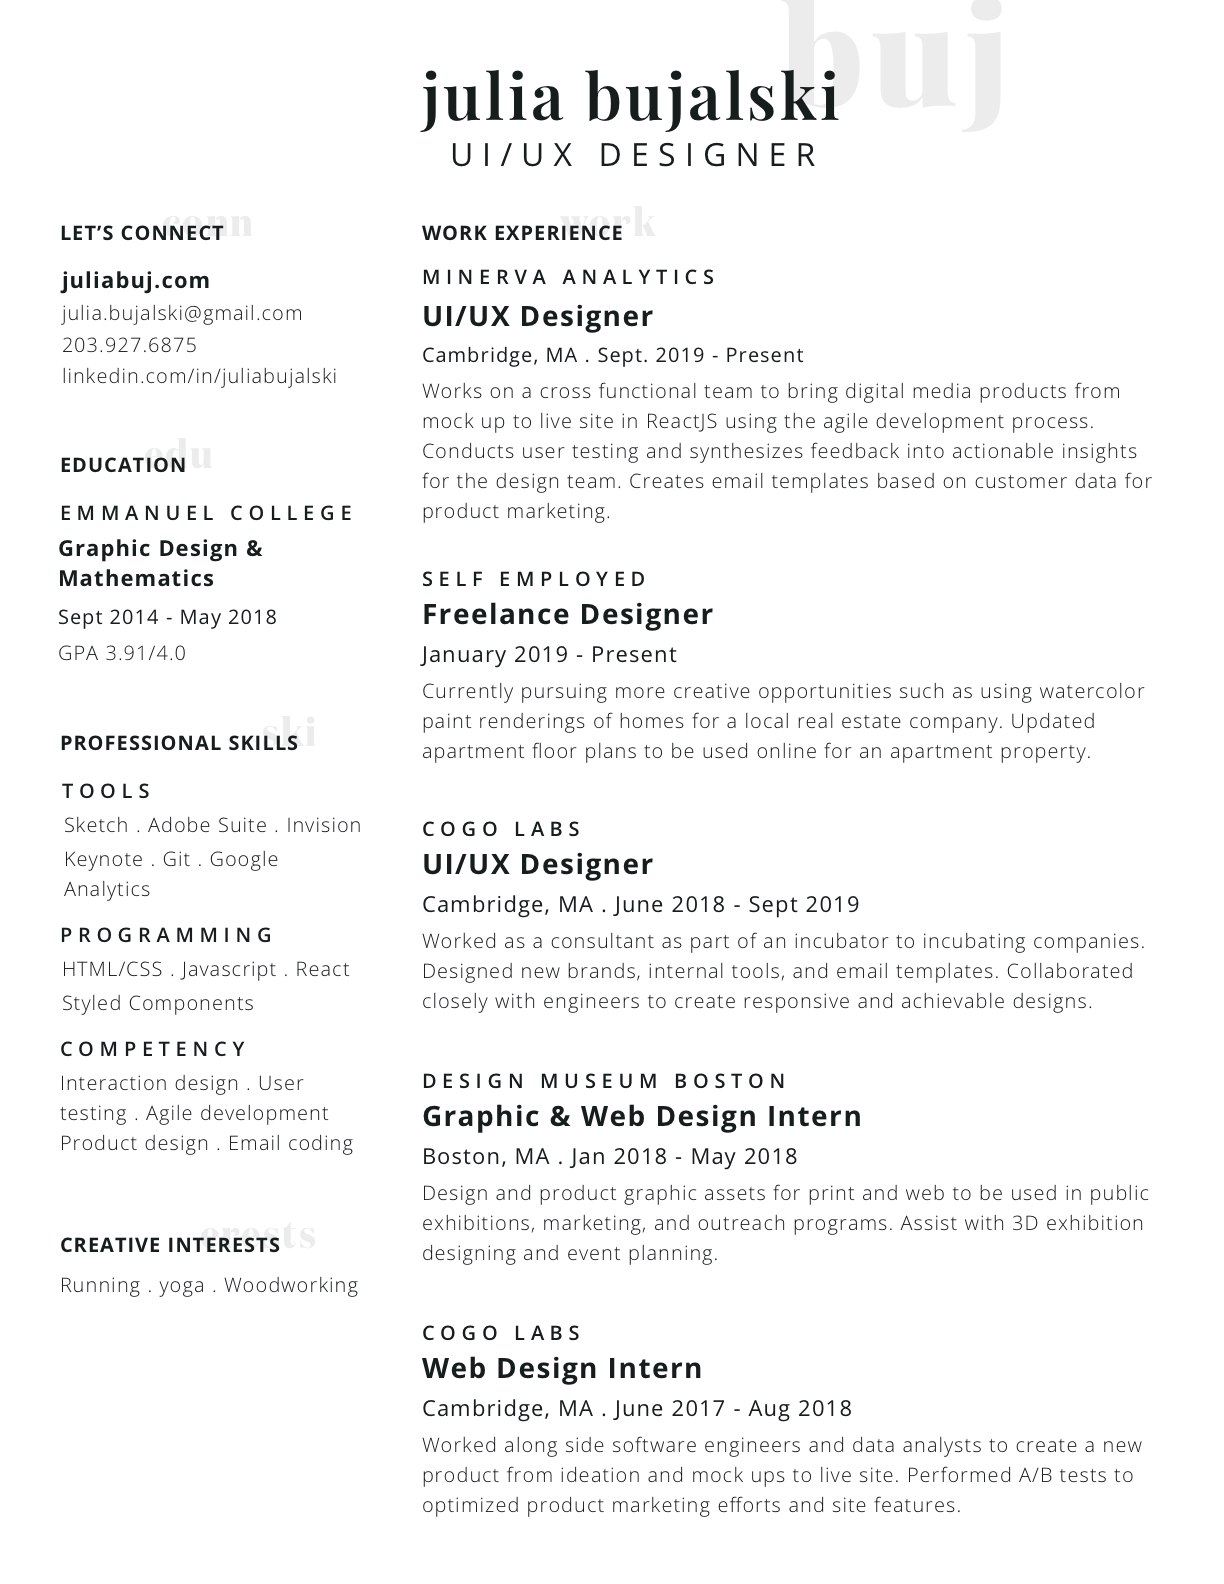 buj
julia bujalski
UI/UX DESIGNER
conn
LET’S CONNECT
juliabuj.com
julia.bujalski@gmail.com
203.927.6875
linkedin.com/in/juliabujalski
edu
EDUCATION
EMMANUEL COLLEGE
Graphic Design &
Mathematics
Sept 2014 - May 2018
GPA 3.91/4.0
ski
PROFESSIONAL SKILLS
TOOLS
Sketch . Adobe Suite . Invision
Keynote . Git . Google
Analytics
PROGRAMMING
HTML/CSS . Javascript . React
Styled Components
COMPETENCY
Interaction design . User
testing . Agile development
Product design . Email coding
erests
CREATIVE INTERESTS
Running . yoga . Woodworking
work
WORK EXPERIENCE
MINERVA ANALYTICS
UI/UX Designer
Cambridge, MA . Sept. 2019 - Present
Works on a cross functional team to bring digital media products from
mock up to live site in ReactJS using the agile development process.
Conducts user testing and synthesizes feedback into actionable insights
for the design team. Creates email templates based on customer data for
product marketing.
SELF EMPLOYED
Freelance Designer
January 2019 - Present
Currently pursuing more creative opportunities such as using watercolor
paint renderings of homes for a local real estate company. Updated
apartment floor plans to be used online for an apartment property.
COGO LABS
UI/UX Designer
Cambridge, MA . June 2018 - Sept 2019
Worked as a consultant as part of an incubator to incubating companies.
Designed new brands, internal tools, and email templates. Collaborated
closely with engineers to create responsive and achievable designs.
DESIGN MUSEUM BOSTON
Graphic & Web Design Intern
Boston, MA . Jan 2018 - May 2018
Design and product graphic assets for print and web to be used in public
exhibitions, marketing, and outreach programs. Assist with 3D exhibition
designing and event planning.
COGO LABS
Web Design Intern
Cambridge, MA . June 2017 - Aug 2018
Worked along side software engineers and data analysts to create a new
product from ideation and mock ups to live site. Performed A/B tests to
optimized product marketing efforts and site features.